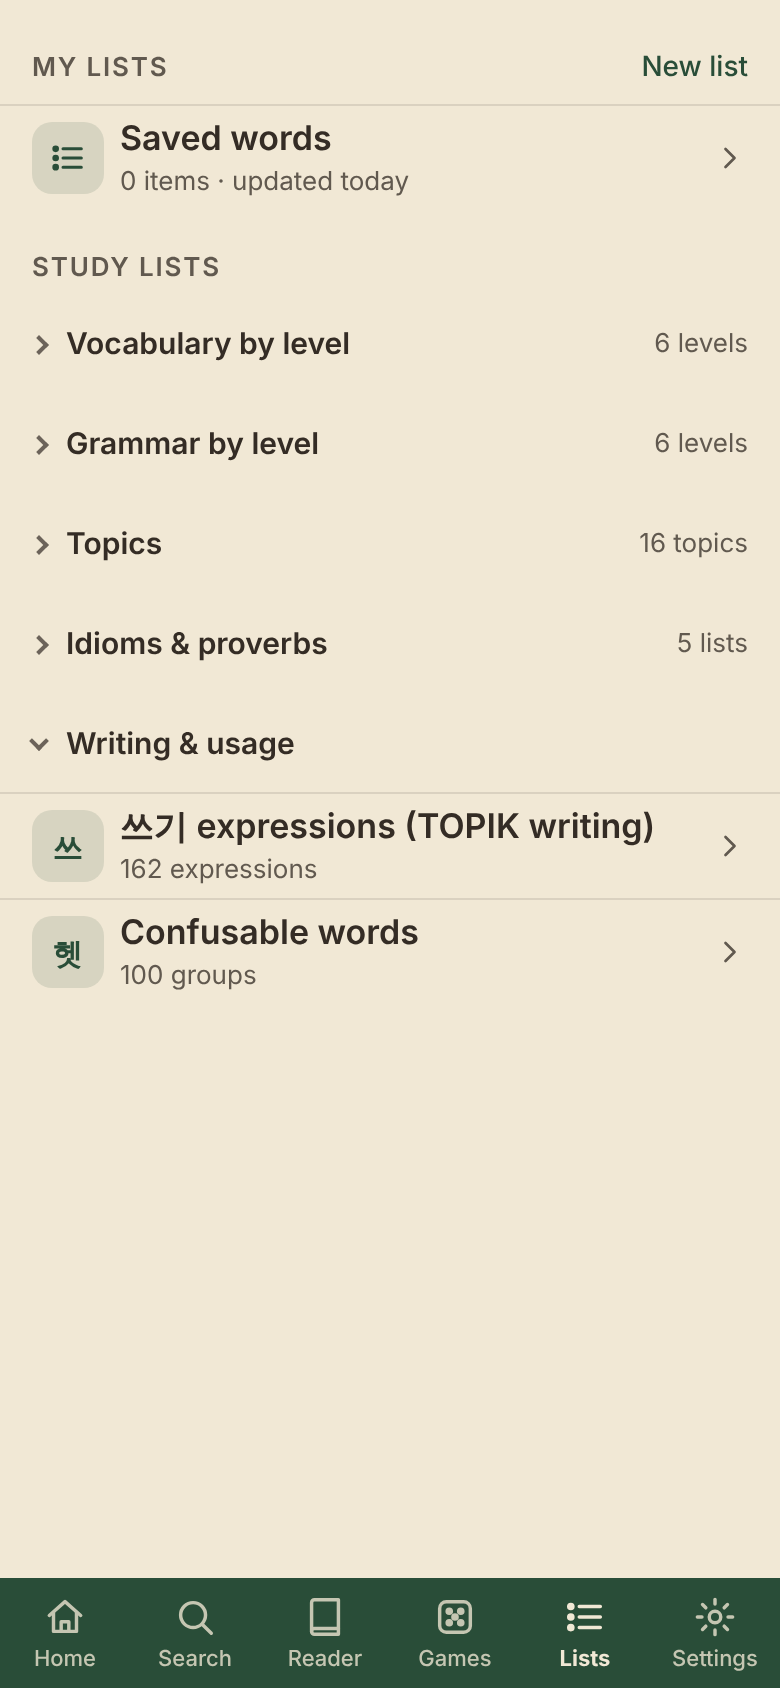 MY LISTS
New list
Saved words
0 items · updated today
STUDY LISTS
Vocabulary by level
6 levels
Grammar by level
6 levels
Topics
16 topics
Idioms & proverbs
5 lists
Writing & usage
쓰
쓰기 expressions (TOPIK writing)
162 expressions
헷
Confusable words
100 groups
Home
Search
Reader
Games
Lists
Settings